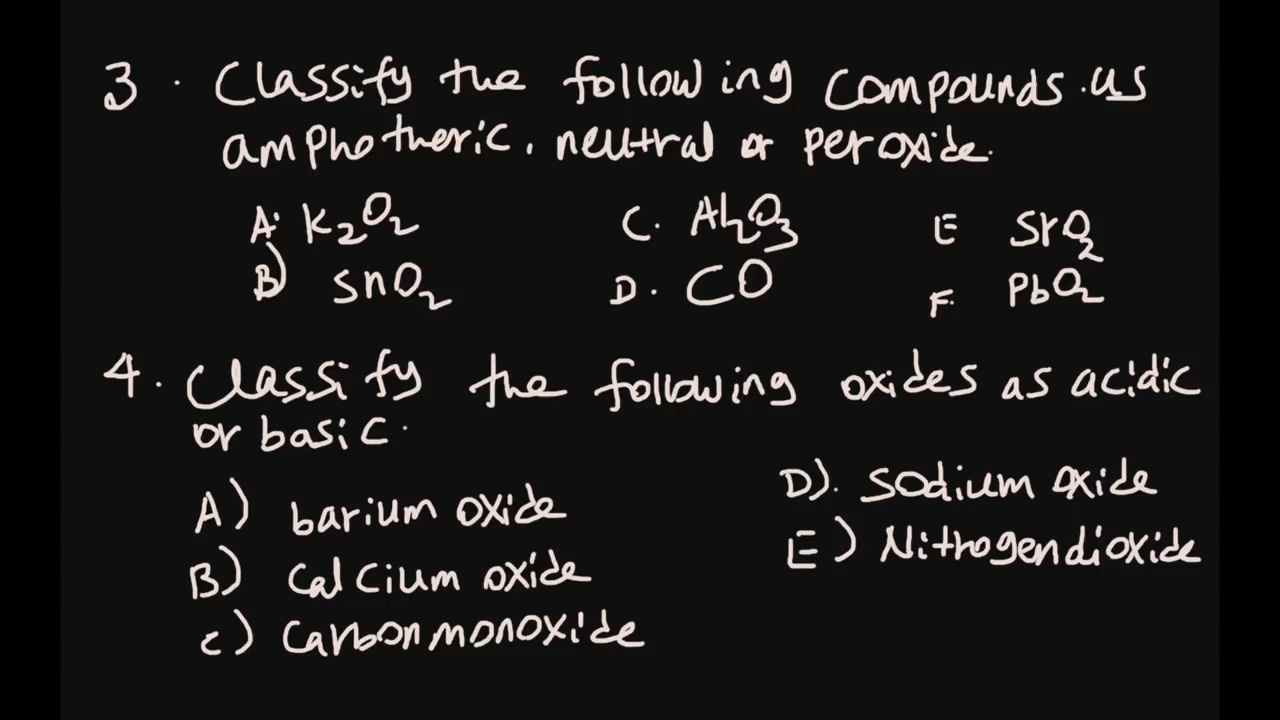 3. Classify the following compounds as
amphotheric, neutral or peroxide.
A. K₂O₂ C. Al₂O₃ E SrO₂
B) SnO₂ D. CO F. PbO₂
4. Classify the following oxides as acidic
or basic.
A) barium oxide D). Sodium oxide
B) Calcium oxide E) Nitrogendioxide
C) Carbonmonoxide